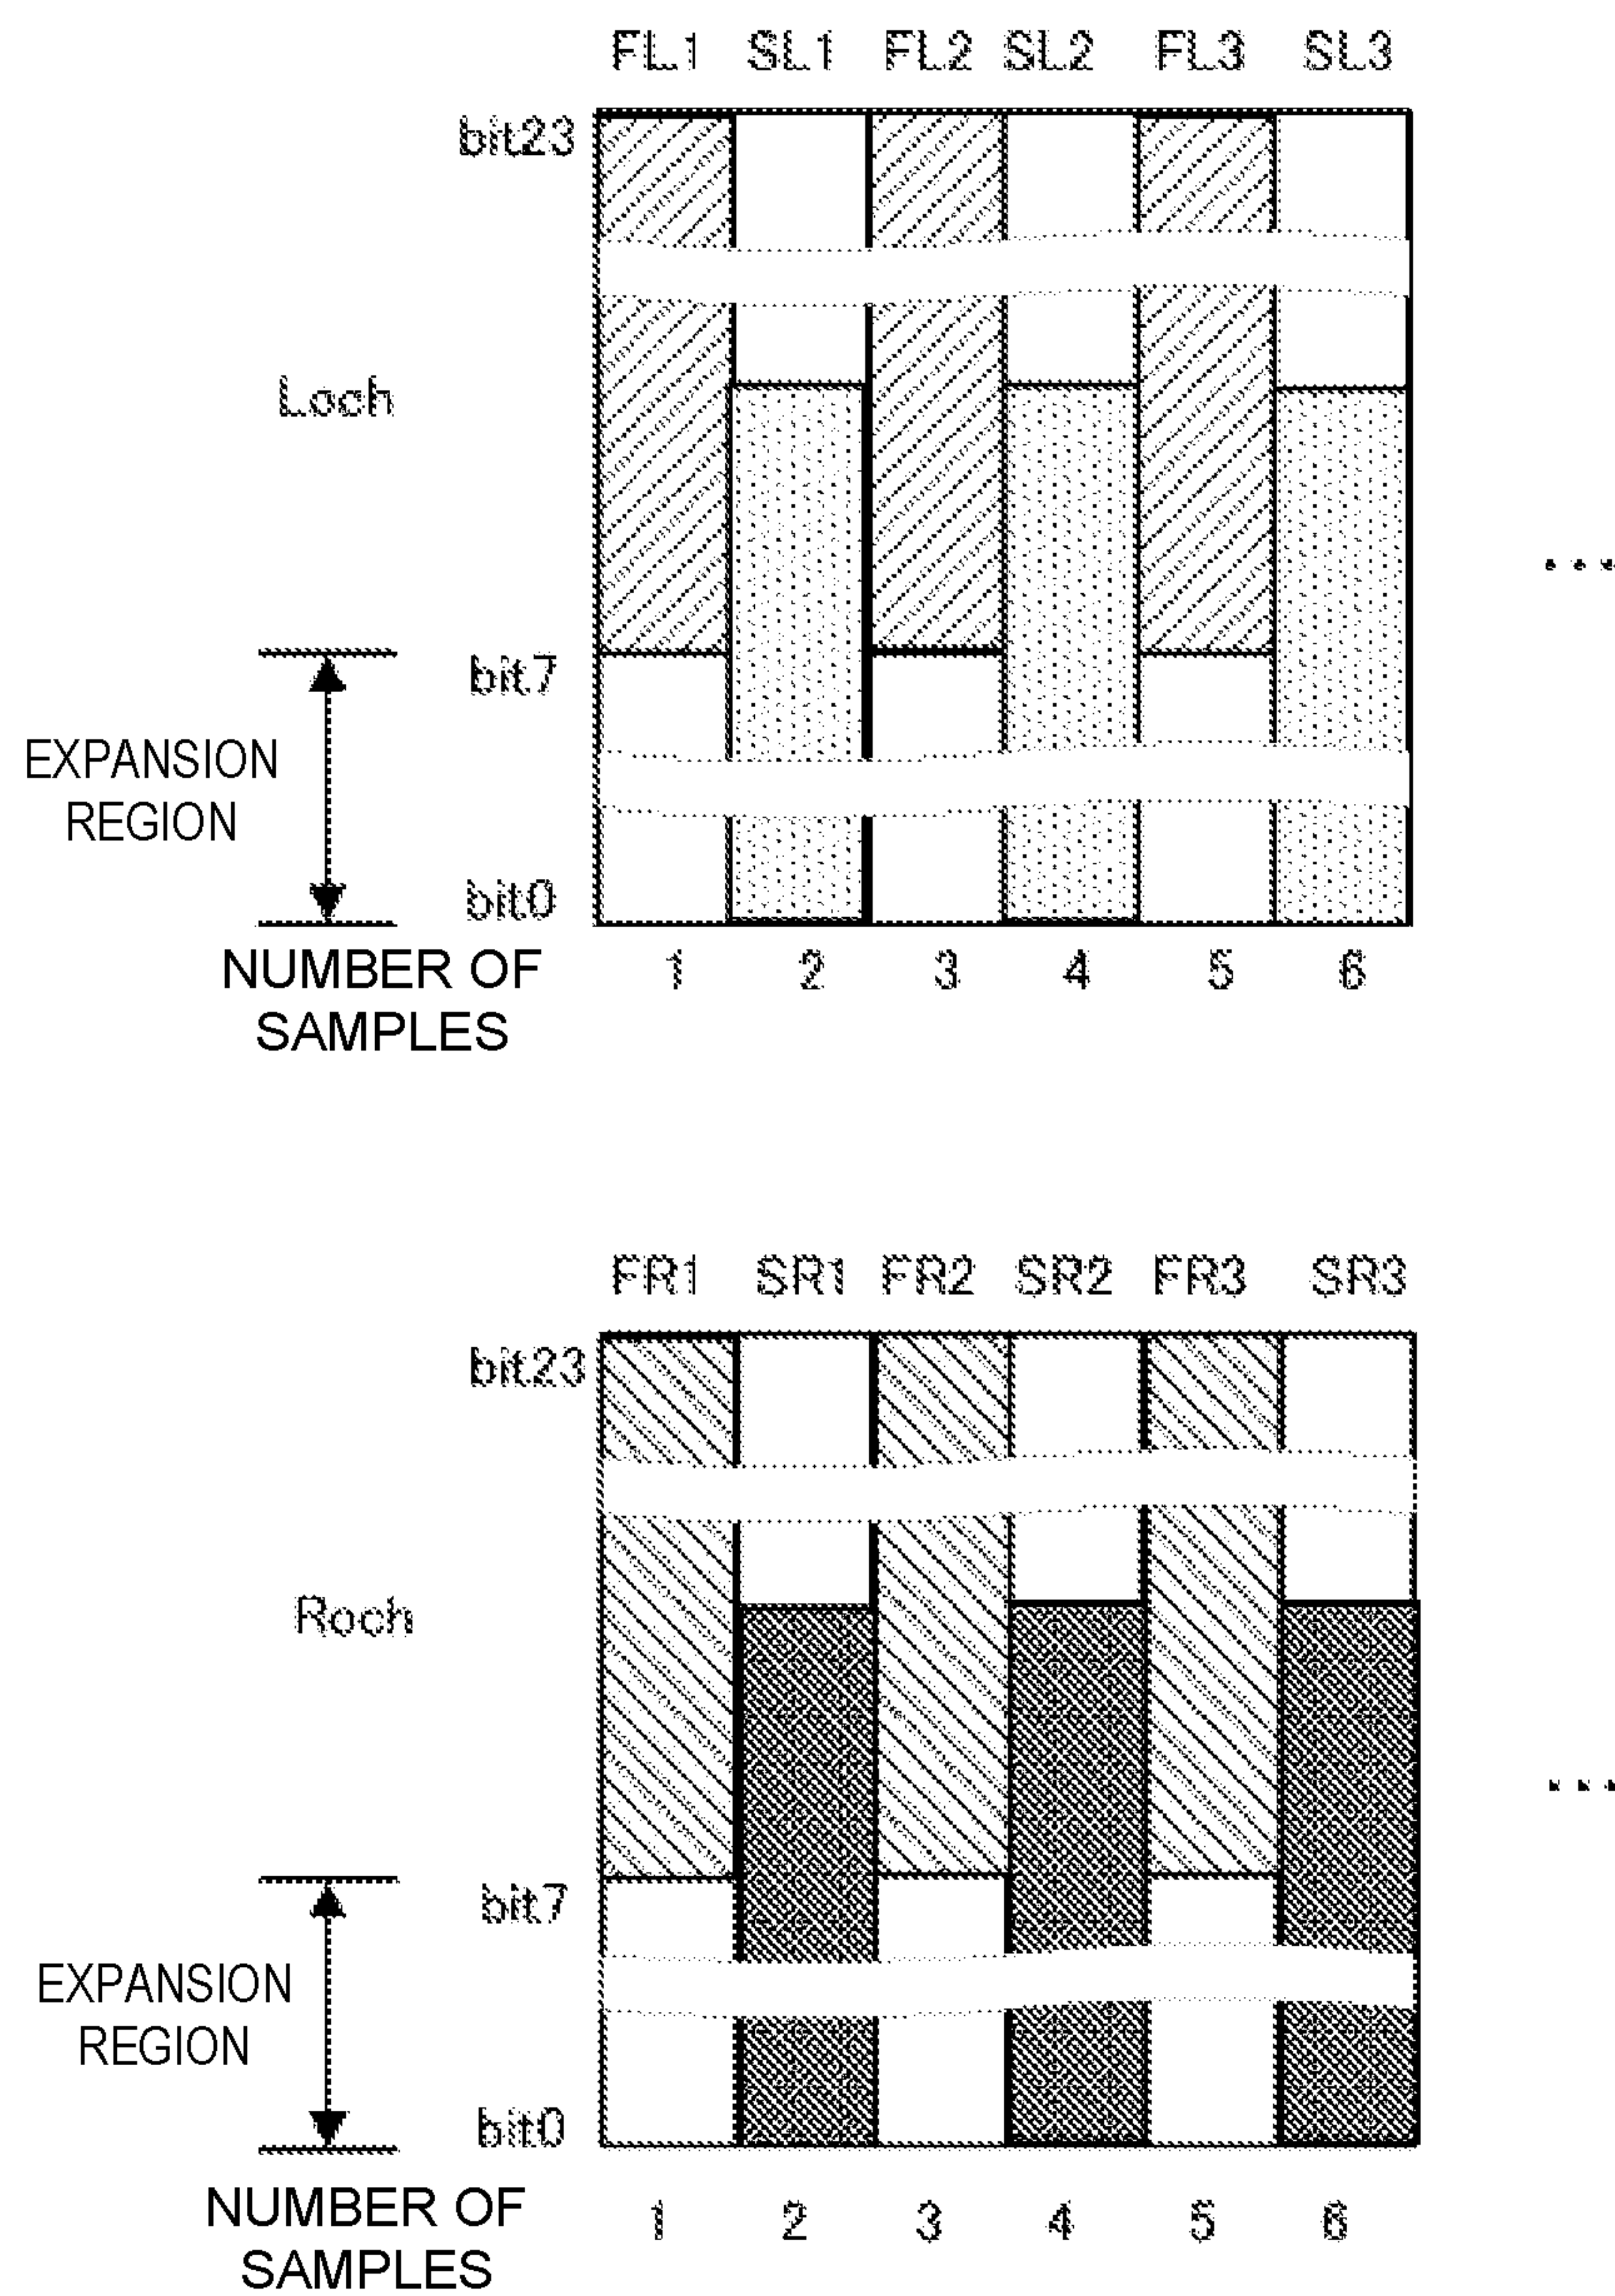 FL1 SL1 FL2 SL2 FL3 SL3
bit23
Loch
bit7
EXPANSION
REGION
bit0
NUMBER OF
SAMPLES
1 2 3 4 5 6
...
FR1 SR1 FR2 SR2 FR3 SR3
bit23
Roch
bit7
EXPANSION
REGION
bit0
NUMBER OF
SAMPLES
1 2 3 4 5 6
...